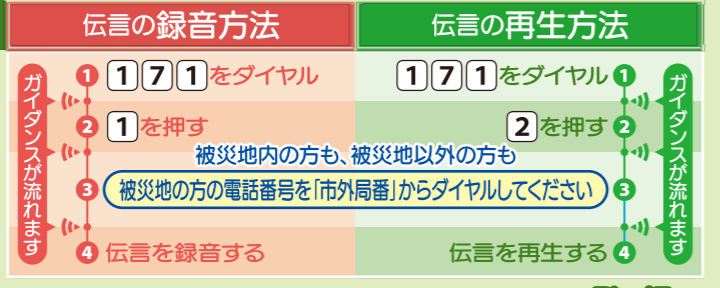 伝言の録音方法
ガイダンスが流れます
1 171をダイヤル
2 1を押す
伝言の再生方法
171をダイヤル 1
2を押す 2
ガイダンスが流れます
被災地内の方も、被災地以外の方も
3 被災地の方の電話番号を「市外局番」からダイヤルしてください 3
4 伝言を録音する
伝言を再生する 4